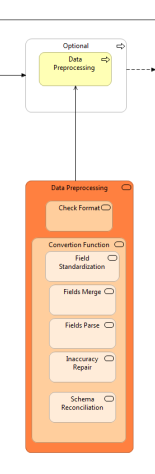 Optional
Data
Preprocessing
Data Preprocessing
Check Format
Convertion Function
Field
Standardization
Fields Merge
Fields Parse
Inaccuracy
Repair
Schema
Reconciliation